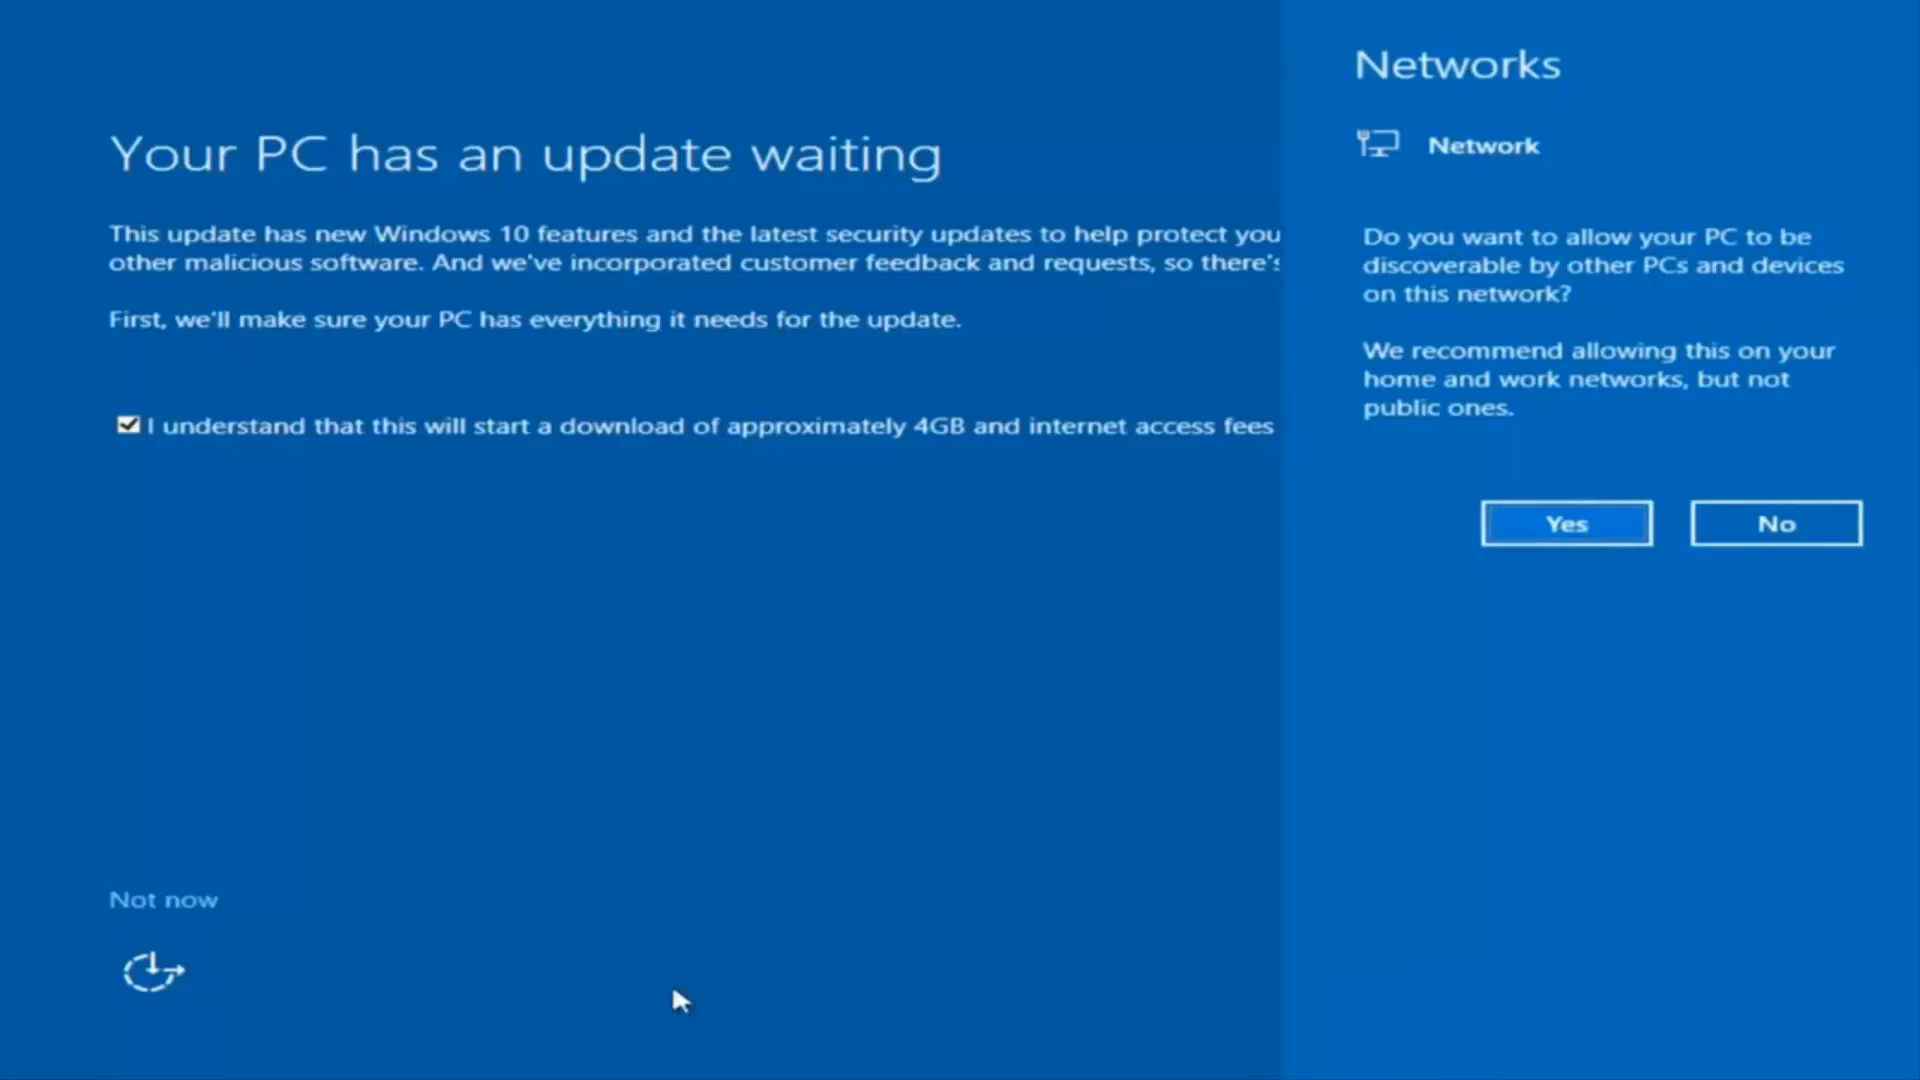 Your PC has an update waiting
This update has new Windows 10 features and the latest security updates to help protect you
other malicious software. And we've incorporated customer feedback and requests, so there's
First, we'll make sure your PC has everything it needs for the update.
I understand that this will start a download of approximately 4GB and internet access fees
Not now
Networks
Network
Do you want to allow your PC to be
discoverable by other PCs and devices
on this network?
We recommend allowing this on your
home and work networks, but not
public ones.
Yes
No